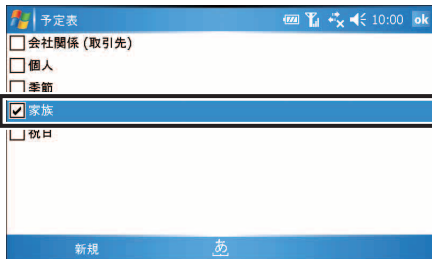 予定表 10:00 ok
会社関係 (取引先)
個人
季節
家族
祝日
新規 あ